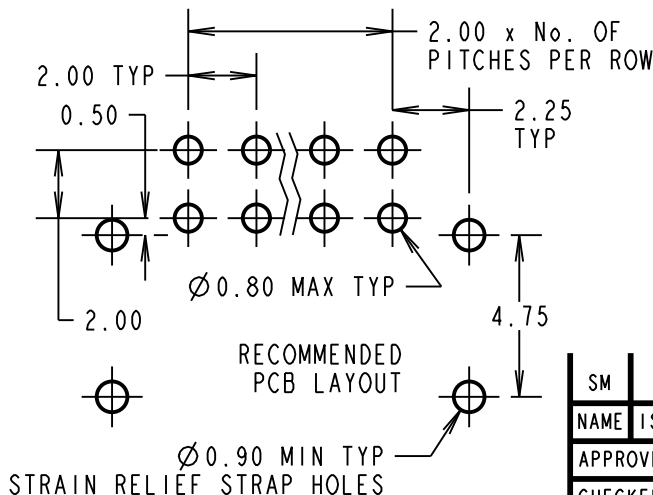 2.00 x No. OF
PITCHES PER ROW
2.00 TYP
0.50
2.25
TYP
Ø0.80 MAX TYP
2.00
4.75
RECOMMENDED
PCB LAYOUT
SM
NAME
Ø0.90 MIN TYP
STRAIN RELIEF STRAP HOLES